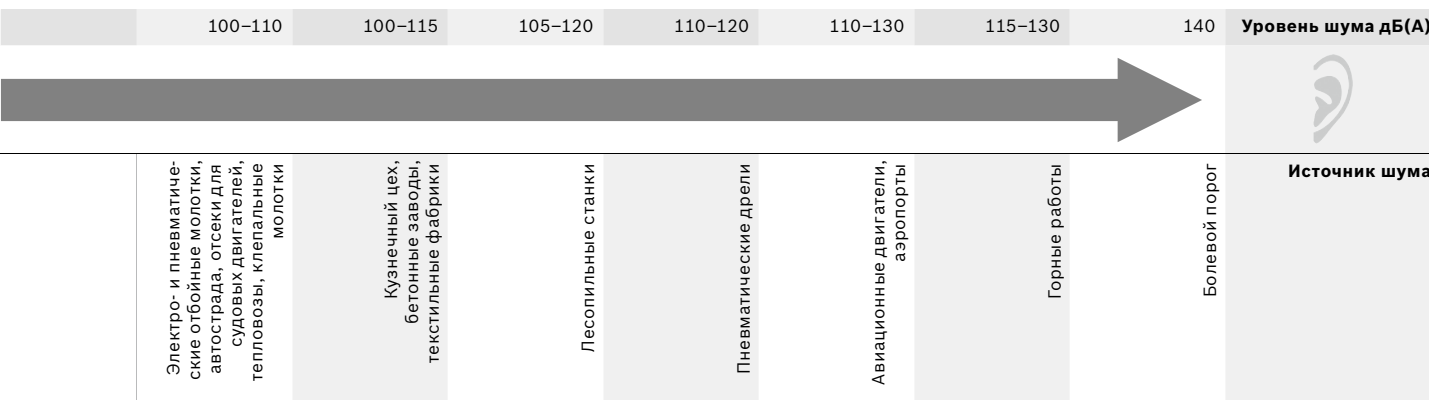 100–110
100–115
105–120
110–120
110–130
115–130
140
Уровень шума дБ(А)
Электро- и пневматиче-
ские отбойные молотки,
автострада, отсеки для
судовых двигателей,
тепловозы, клепальные
молотки
Кузнечный цех,
бетонные заводы,
текстильные фабрики
Лесопильные станки
Пневматические дрели
Авиационные двигатели,
аэропорты
Горные работы
Болевой порог
Источник шума